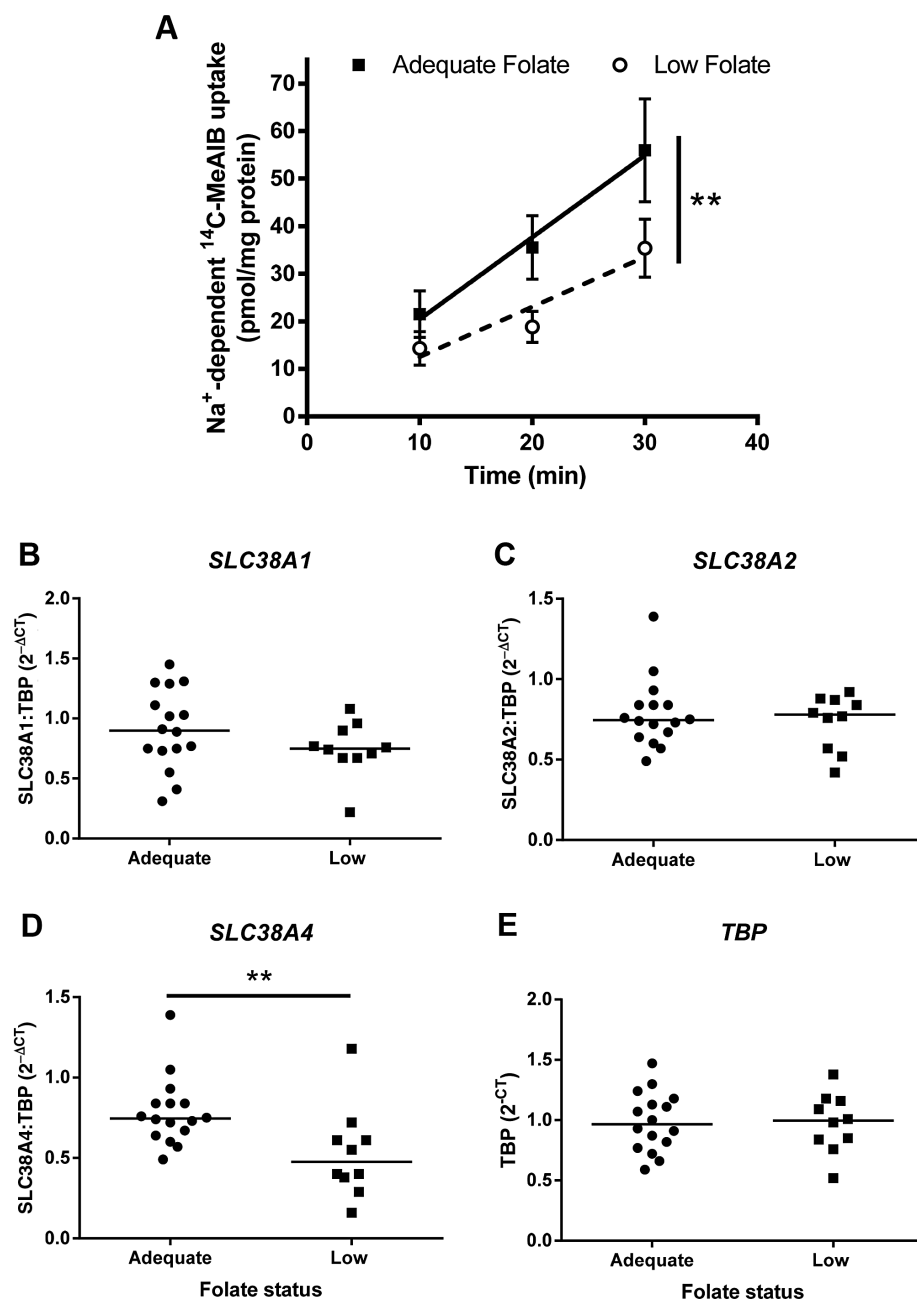 A
Adequate Folate Low Folate
Na⁺-dependent ¹⁴C-MeAIB uptake
(pmol/mg protein)
70
60
50
40
30
20
10
0
**
0 10 20 30 40
Time (min)
B
SLC38A1
SLC38A1:TBP (2⁻ΔCT)
2.0
1.5
1.0
0.5
0.0
Adequate Low
C
SLC38A2
SLC38A2:TBP (2⁻ΔCT)
1.5
1.0
0.5
0.0
Adequate Low
D
SLC38A4
**
SLC38A4:TBP (2⁻ΔCT)
1.5
1.0
0.5
0.0
Adequate Low
Folate status
E
TBP
TBP (2⁻CT)
2.0
1.5
1.0
0.5
0.0
Adequate Low
Folate status